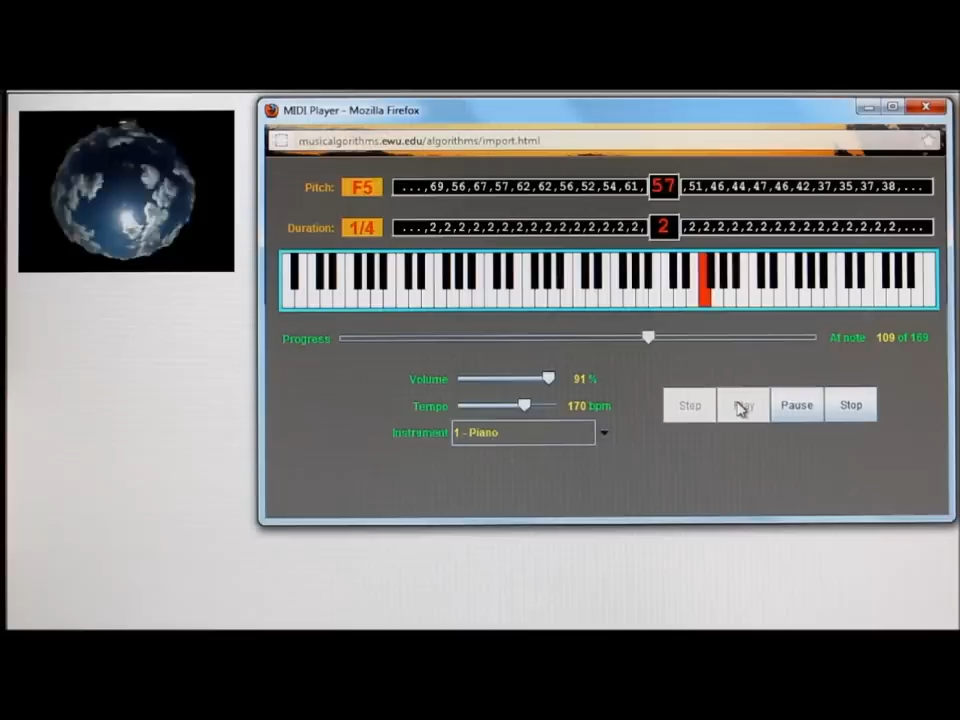 MIDI Player - Mozilla Firefox
musicalgorithms.ewu.edu/algorithms/import.html
Pitch: F5 ...,69,56,67,57,62,62,56,52,54,61, 57 ,51,46,44,47,46,42,37,35,37,38,...
Duration: 1/4 ...,2,2,2,2,2,2,2,2,2,2,2,2,2,2,2, 2 ,2,2,2,2,2,2,2,2,2,2,2,2,2,2,2,...
Progress At note 109 of 169
Volume 91 %
Tempo 170 bpm
Step Play Pause Stop
Instrument 1 - Piano